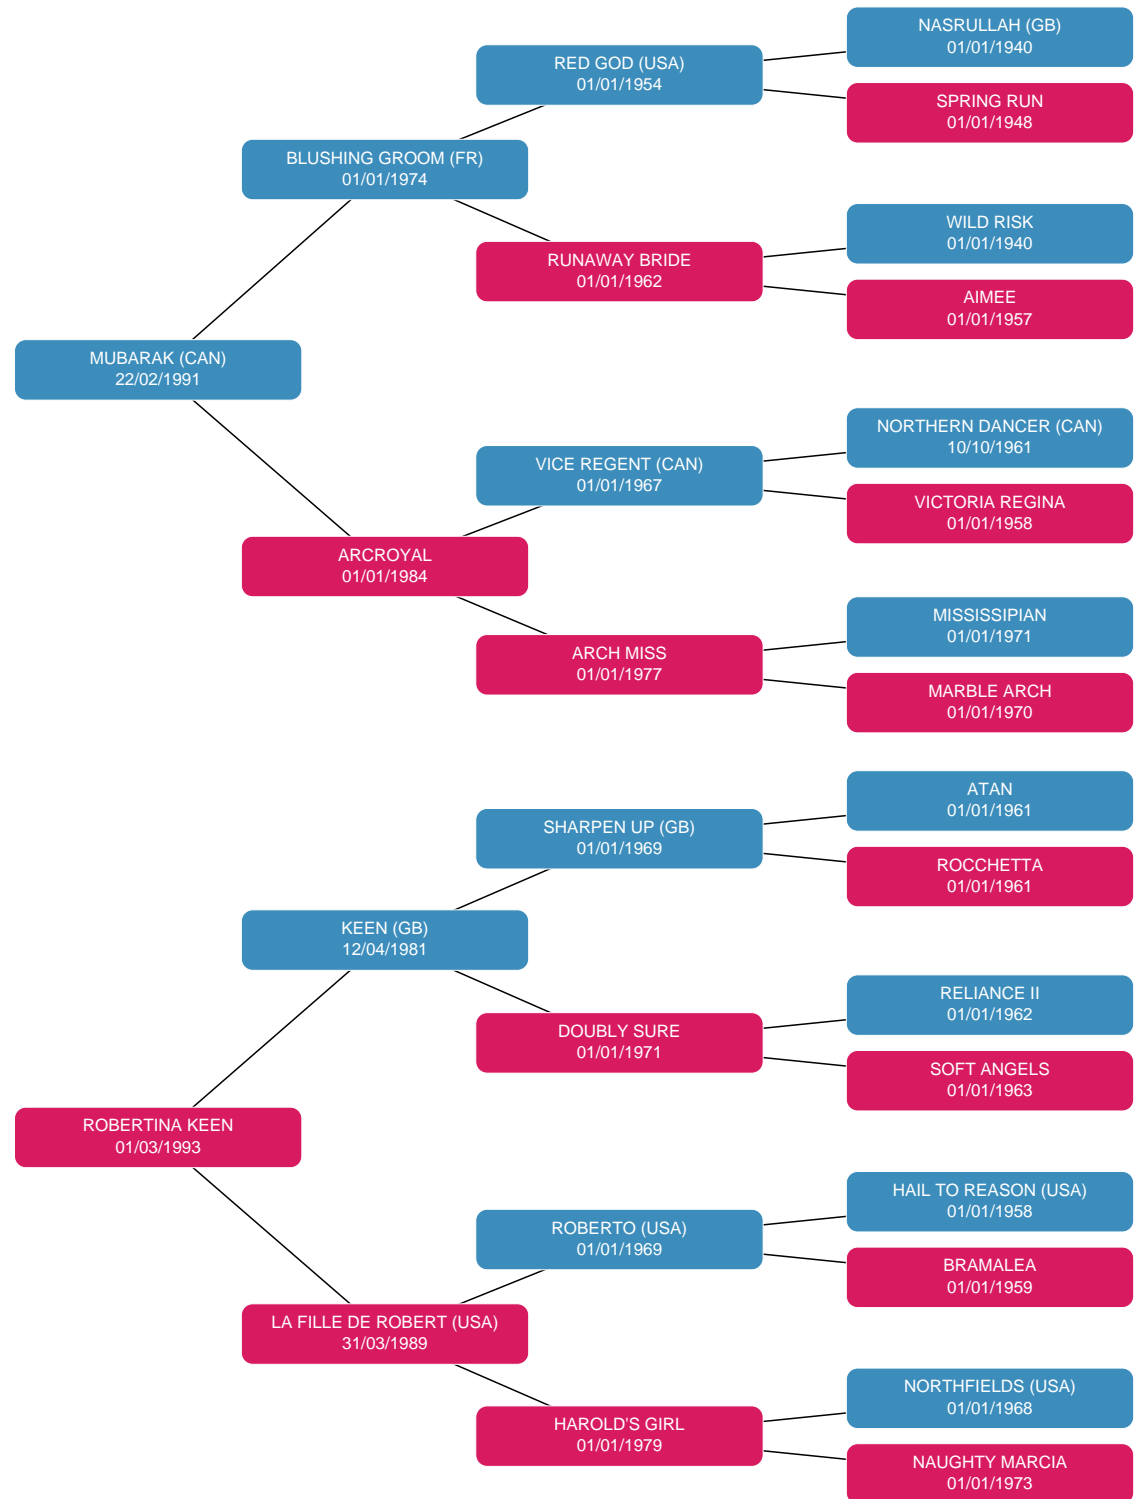 NASRULLAH (GB)
01/01/1940
RED GOD (USA)
01/01/1954
SPRING RUN
01/01/1948
BLUSHING GROOM (FR)
01/01/1974
WILD RISK
01/01/1940
RUNAWAY BRIDE
01/01/1962
AIMEE
01/01/1957
MUBARAK (CAN)
22/02/1991
NORTHERN DANCER (CAN)
10/10/1961
VICE REGENT (CAN)
01/01/1967
VICTORIA REGINA
01/01/1958
ARCROYAL
01/01/1984
MISSISSIPIAN
01/01/1971
ARCH MISS
01/01/1977
MARBLE ARCH
01/01/1970
ATAN
01/01/1961
SHARPEN UP (GB)
01/01/1969
ROCCHETTA
01/01/1961
KEEN (GB)
12/04/1981
RELIANCE II
01/01/1962
DOUBLY SURE
01/01/1971
SOFT ANGELS
01/01/1963
ROBERTINA KEEN
01/03/1993
HAIL TO REASON (USA)
01/01/1958
ROBERTO (USA)
01/01/1969
BRAMALEA
01/01/1959
LA FILLE DE ROBERT (USA)
31/03/1989
NORTHFIELDS (USA)
01/01/1968
HAROLD'S GIRL
01/01/1979
NAUGHTY MARCIA
01/01/1973